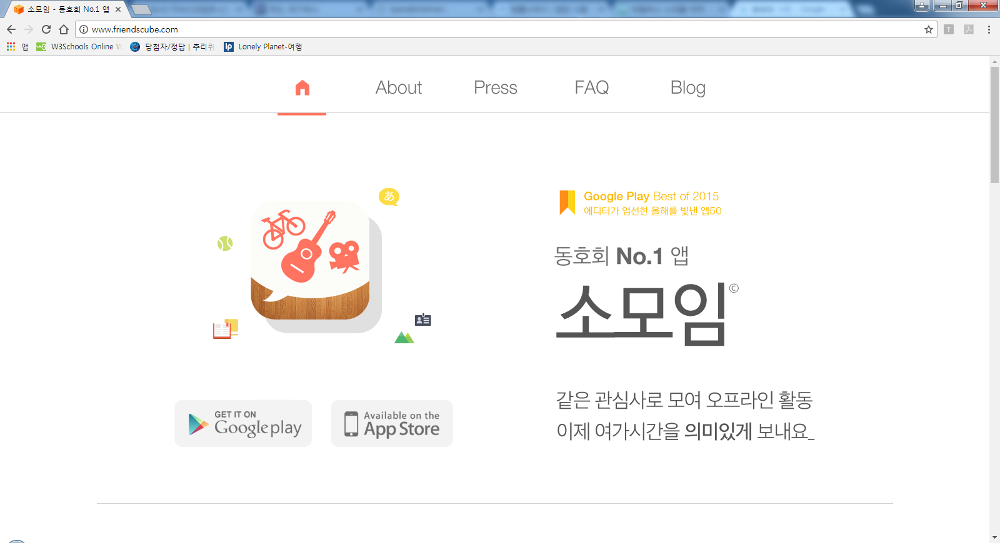 소모임 - 동호회 No.1 앱
www.friendscube.com
앱
W3Schools Online
당첨자/정답 | 추리
Lonely Planet-여행
About
Press
FAQ
Blog
あ
Google Play Best of 2015
에디터가 엄선한 올해를 빛낸 앱50
동호회 No.1 앱
소모임©
같은 관심사로 모여 오프라인 활동
이제 여가시간을 의미있게 보내요_
GET IT ON
Google play
Available on the
App Store